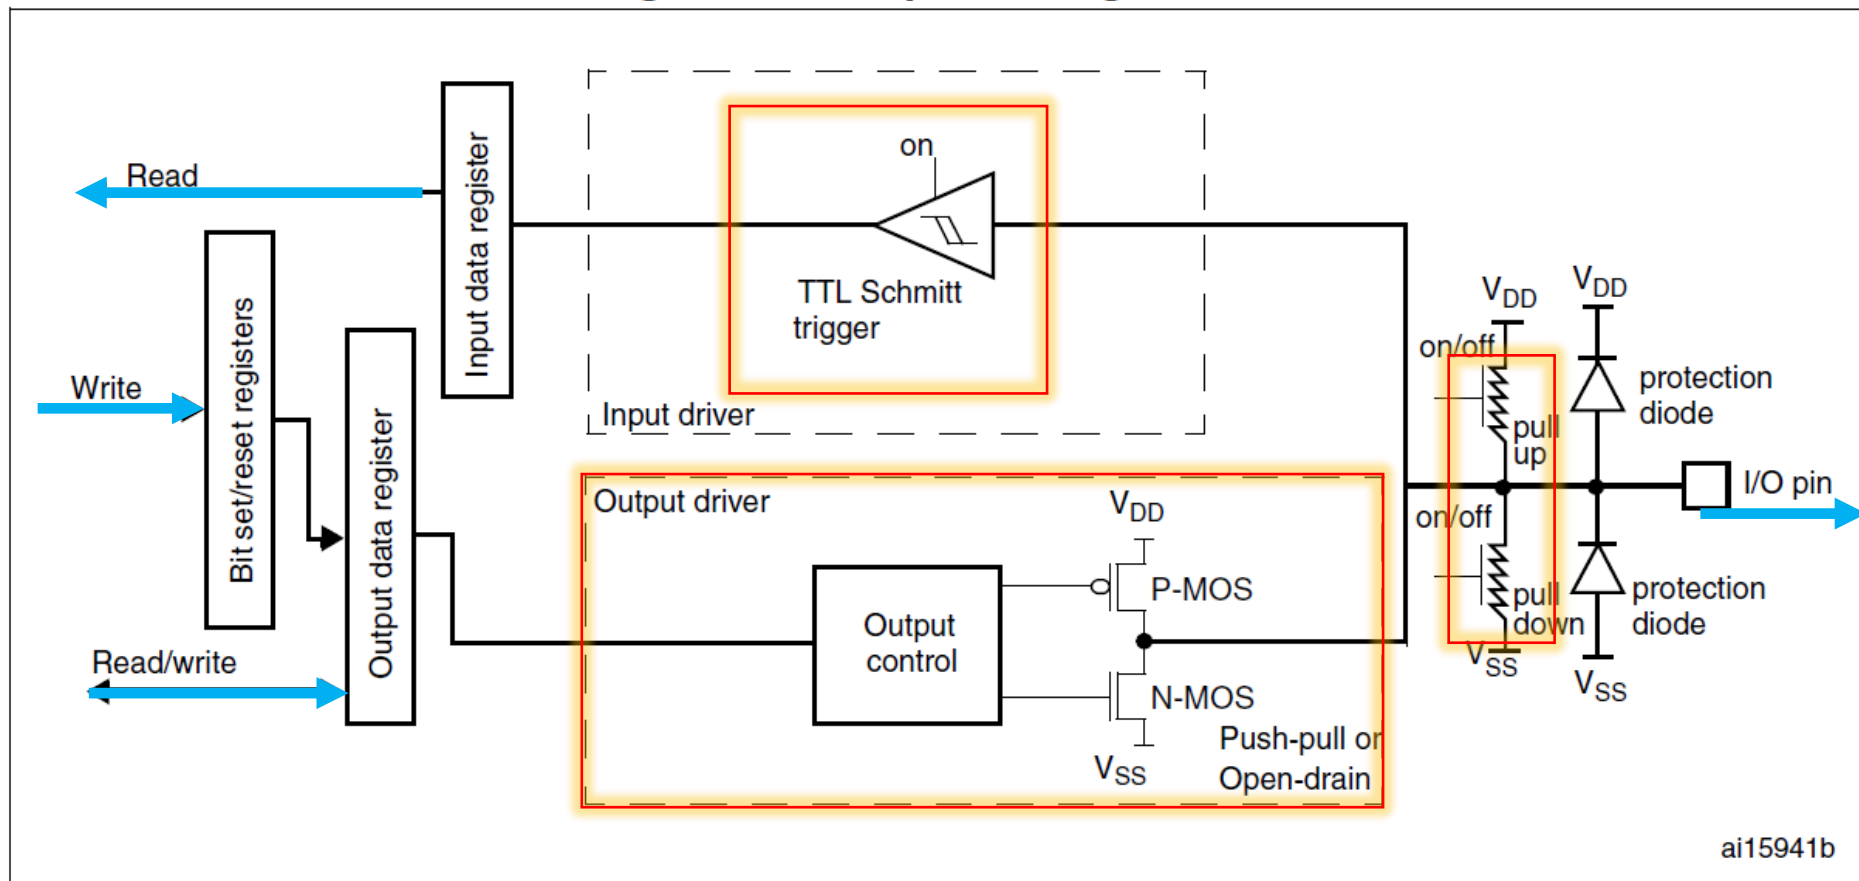 Read
Input data register
on
TTL Schmitt
trigger
Input driver
Write
Bit set/reset registers
Output data register
Read/write
Output driver
Output
control
VDD
P-MOS
N-MOS
VSS
Push-pull or
Open-drain
VDD
on/off
pull
up
on/off
pull
down
VSS
VDD
protection
diode
I/O pin
protection
diode
VSS
ai15941b